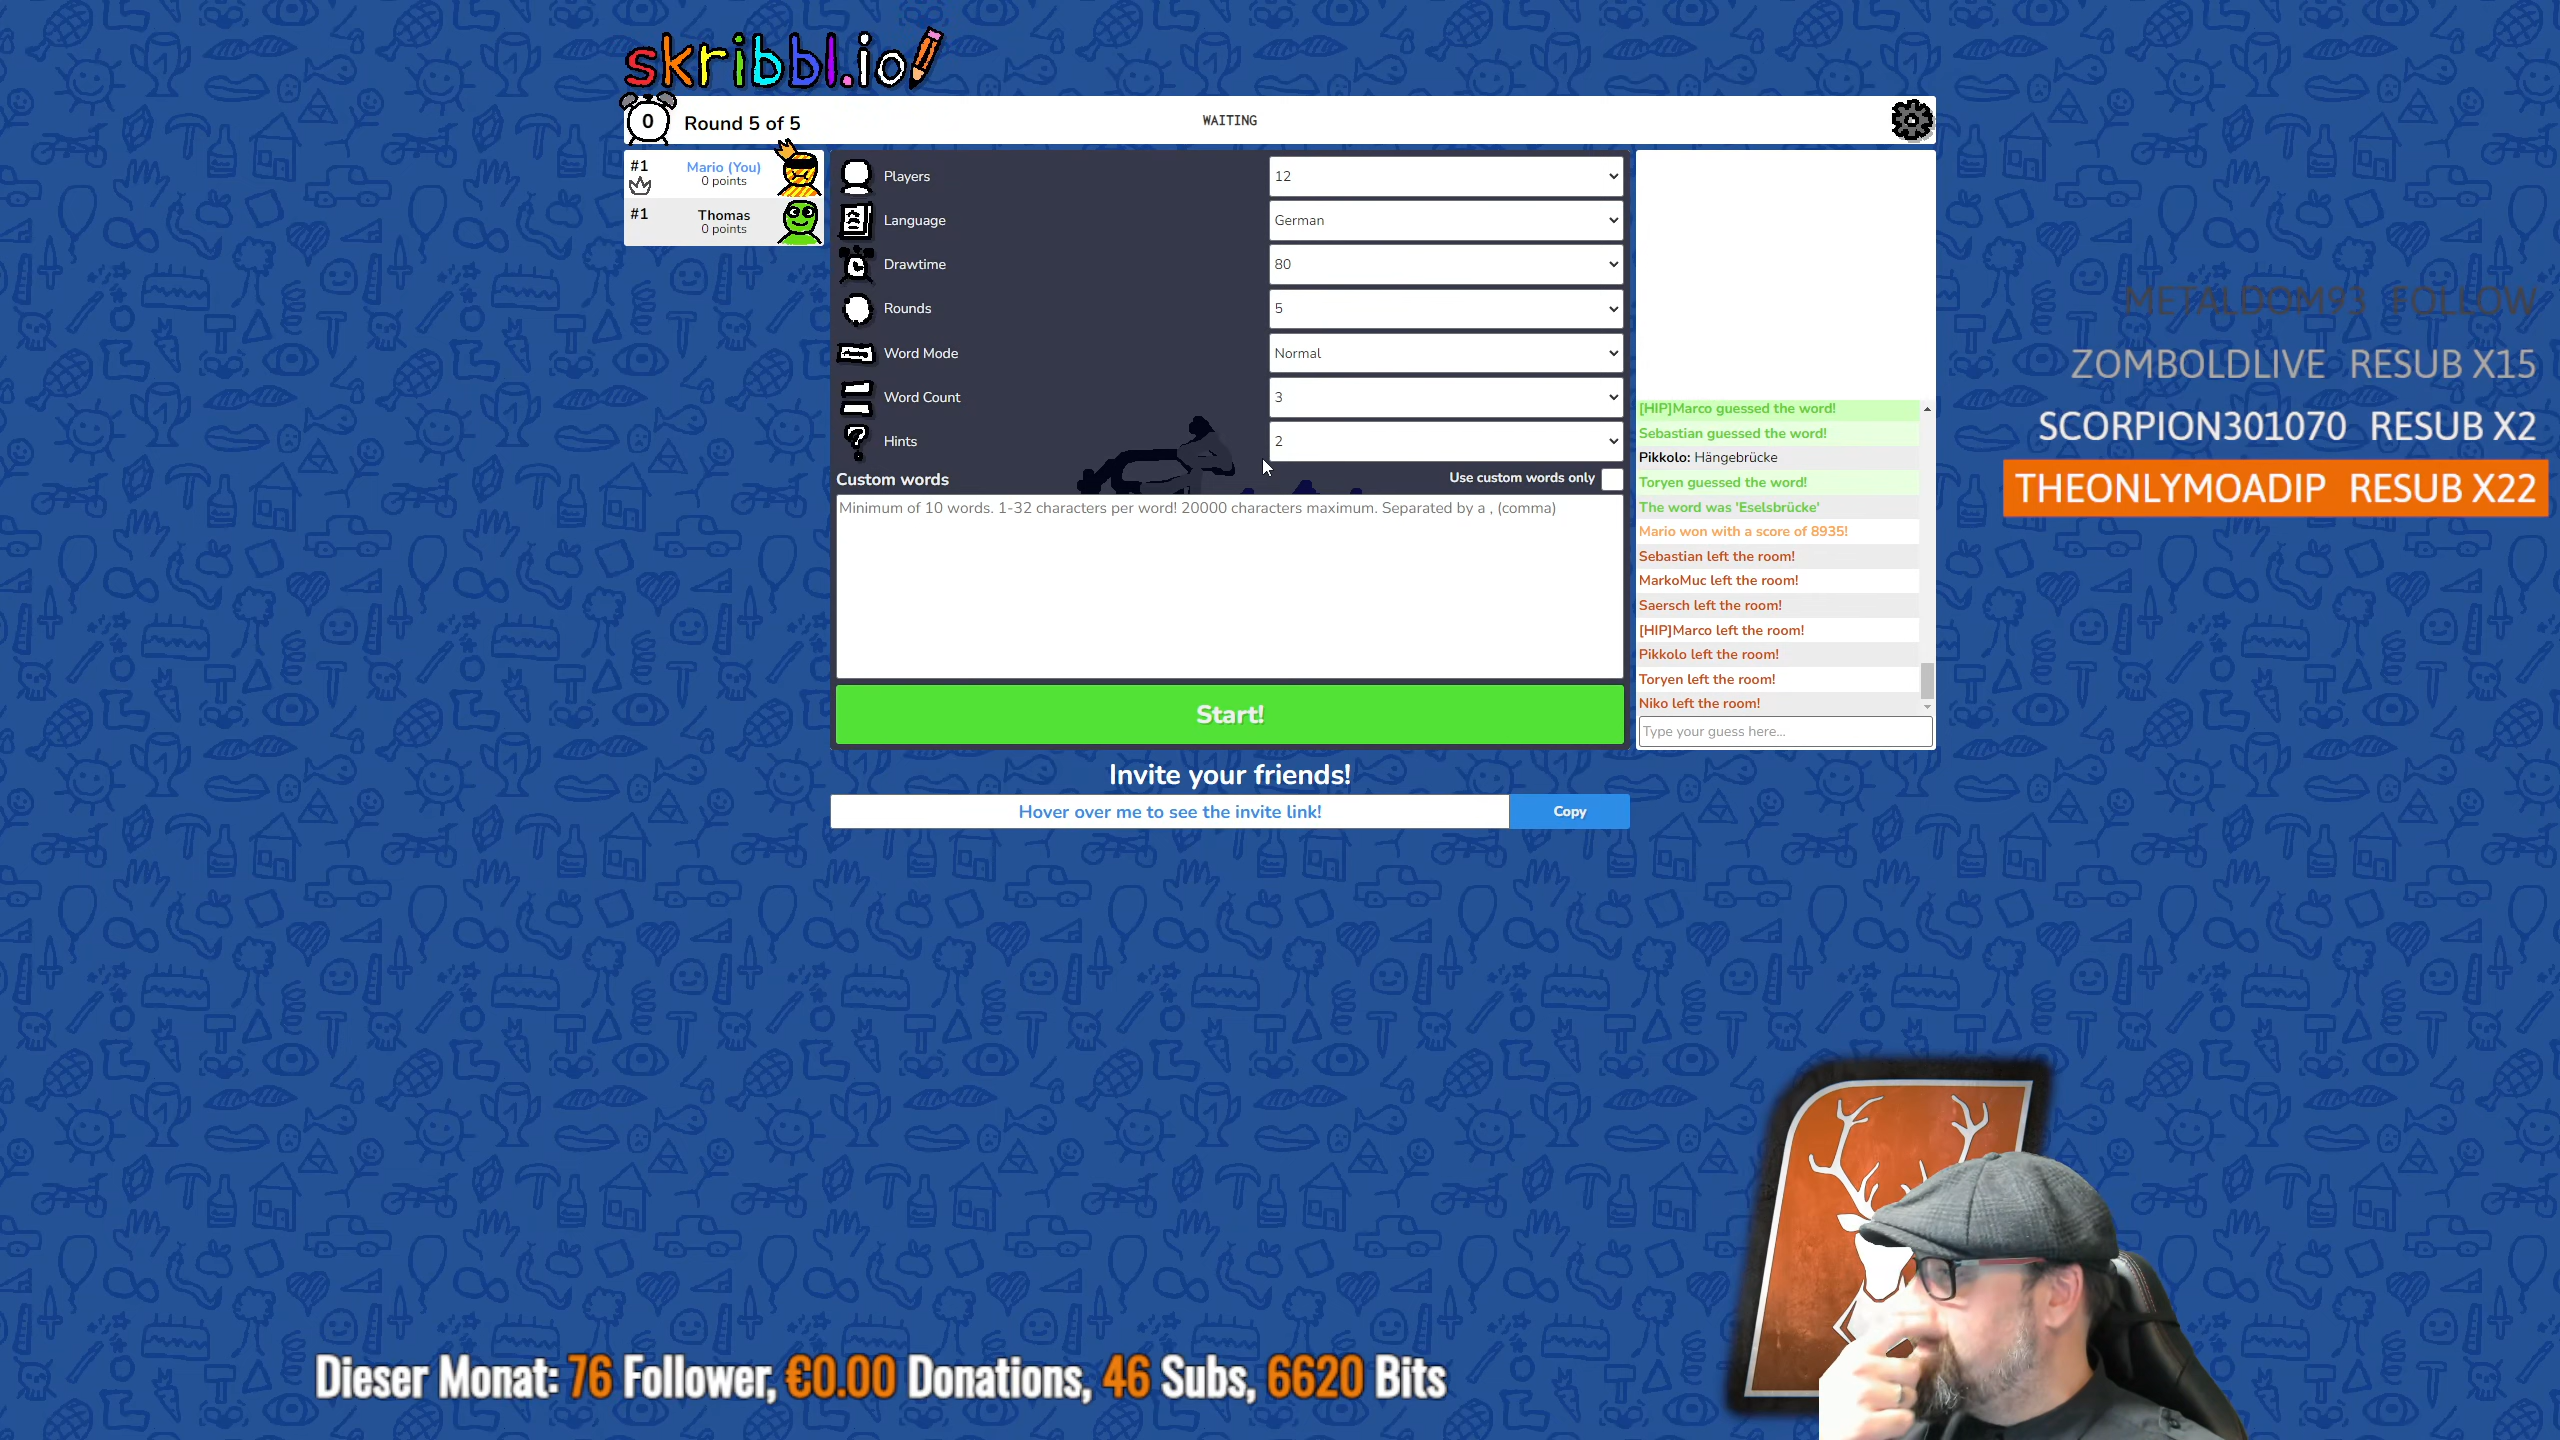 skribbl.io
0
Round 5 of 5
WAITING
#1
Mario (You)
0 points
#1
Thomas
0 points
Players
12
Language
German
Drawtime
80
Rounds
5
Word Mode
Normal
Word Count
3
Hints
2
Custom words
Use custom words only
Minimum of 10 words. 1-32 characters per word! 20000 characters maximum. Separated by a , (comma)
Start!
Invite your friends!
Hover over me to see the invite link!
Copy
[HIP]Marco guessed the word!
Sebastian guessed the word!
Pikkolo: Hängebrücke
Toryen guessed the word!
The word was 'Eselsbrücke'
Mario won with a score of 8935!
Sebastian left the room!
MarkoMuc left the room!
Saersch left the room!
[HIP]Marco left the room!
Pikkolo left the room!
Toryen left the room!
Niko left the room!
Type your guess here...
METALDOM93 FOLLOW
ZOMBOLDLIVE RESUB X15
SCORPION301070 RESUB X2
THEONLYMOADIP RESUB X22
Dieser Monat: 76 Follower, €0.00 Donations, 46 Subs, 6620 Bits